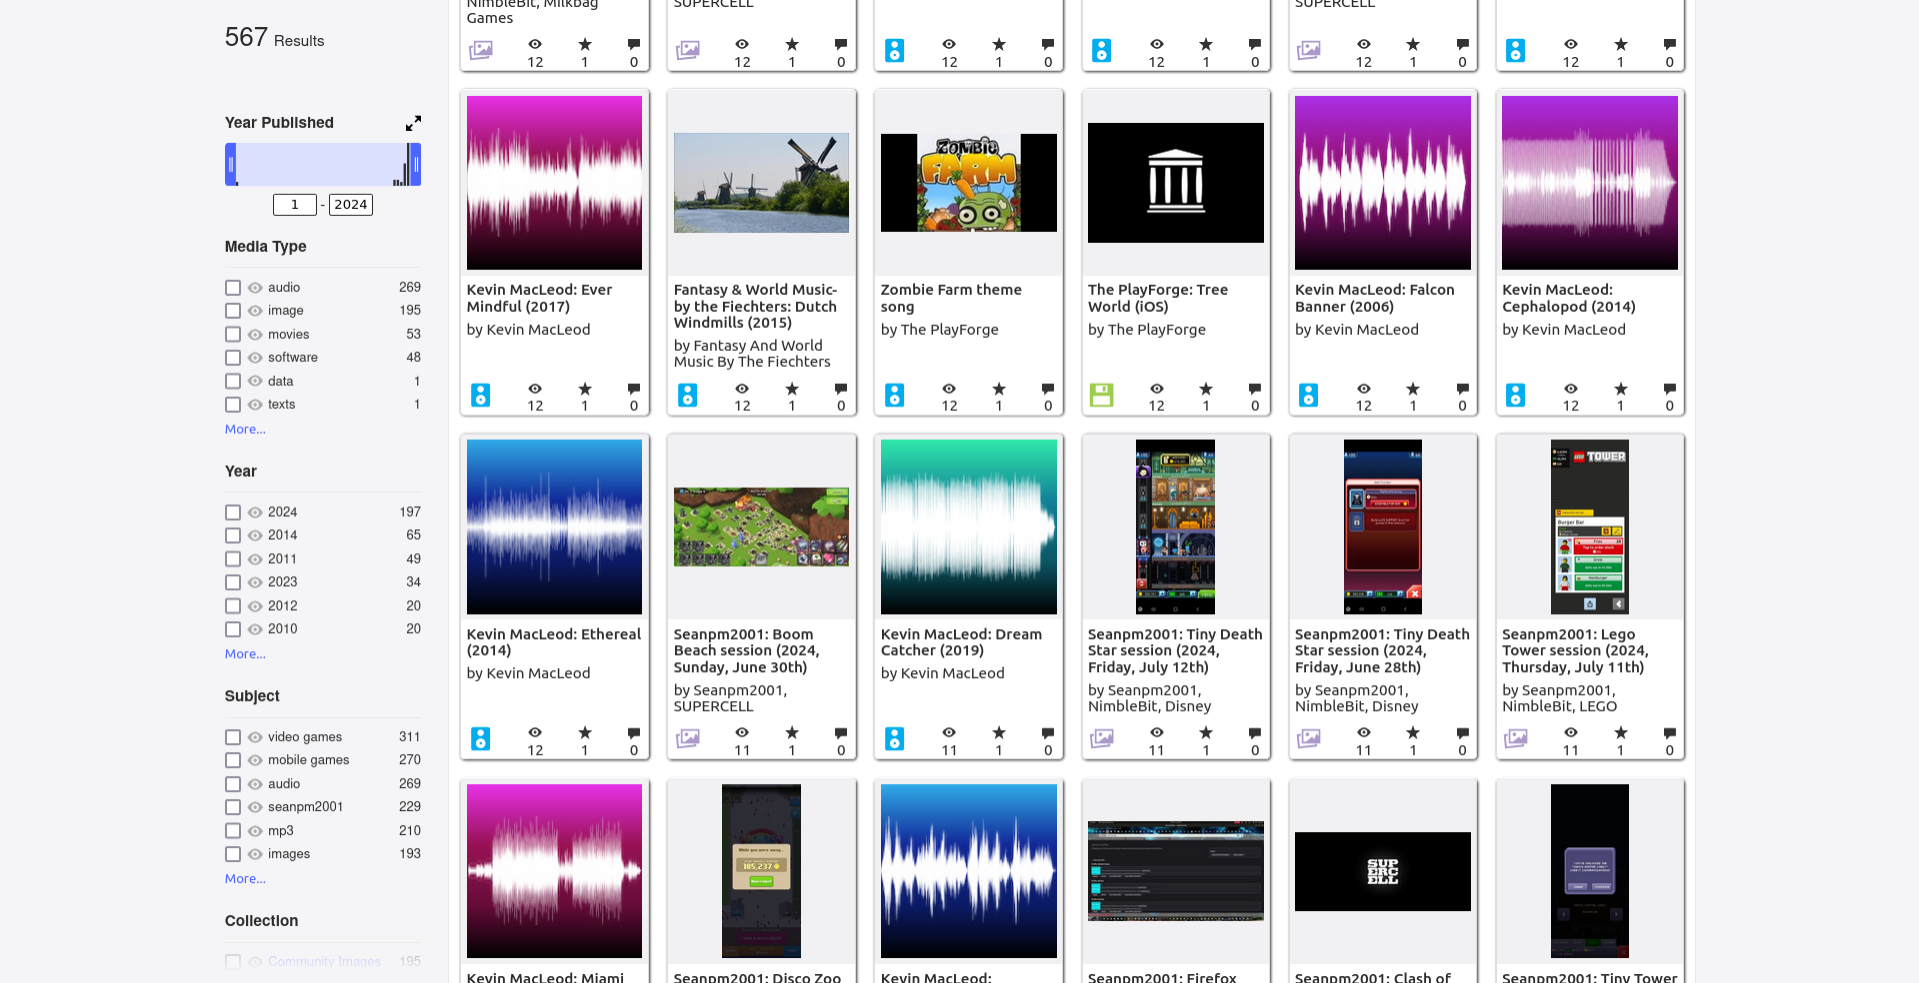 567 Results
Year Published
1 - 2024
Media Type
audio 269
image 195
movies 53
software 48
data 1
texts 1
More...
Year
2024 197
2014 65
2011 49
2023 34
2012 20
2010 20
More...
Subject
video games 311
mobile games 270
audio 269
seanpm2001 229
mp3 210
images 193
More...
Collection
Community Images 195
NimbleBit, Milkbag
Games
12 1 0
SUPERCELL
12 1 0
12 1 0
12 1 0
SUPERCELL
12 1 0
12 1 0
Kevin MacLeod: Ever
Mindful (2017)
by Kevin MacLeod
12 1 0
Fantasy & World Music-
by the Fiechters: Dutch
Windmills (2015)
by Fantasy And World
Music By The Fiechters
12 1 0
ZOMBIE
FARM
Zombie Farm theme
song
by The PlayForge
12 1 0
The PlayForge: Tree
World (iOS)
by The PlayForge
12 1 0
Kevin MacLeod: Falcon
Banner (2006)
by Kevin MacLeod
12 1 0
Kevin MacLeod:
Cephalopod (2014)
by Kevin MacLeod
12 1 0
Kevin MacLeod: Ethereal
(2014)
by Kevin MacLeod
12 1 0
Seanpm2001: Boom
Beach session (2024,
Sunday, June 30th)
by Seanpm2001,
SUPERCELL
11 1 0
Kevin MacLeod: Dream
Catcher (2019)
by Kevin MacLeod
11 1 0
Seanpm2001: Tiny Death
Star session (2024,
Friday, July 12th)
by Seanpm2001,
NimbleBit, Disney
11 1 0
Seanpm2001: Tiny Death
Star session (2024,
Friday, June 28th)
by Seanpm2001,
NimbleBit, Disney
11 1 0
LEGO TOWER
Burger Bar
Seanpm2001: Lego
Tower session (2024,
Thursday, July 11th)
by Seanpm2001,
NimbleBit, LEGO
11 1 0
Kevin MacLeod: Miami
While you were away...
185,237
Seanpm2001: Disco Zoo
Kevin MacLeod:
Seanpm2001: Firefox
SUP
ERC
ELL
Seanpm2001: Clash of
Seanpm2001: Tiny Tower